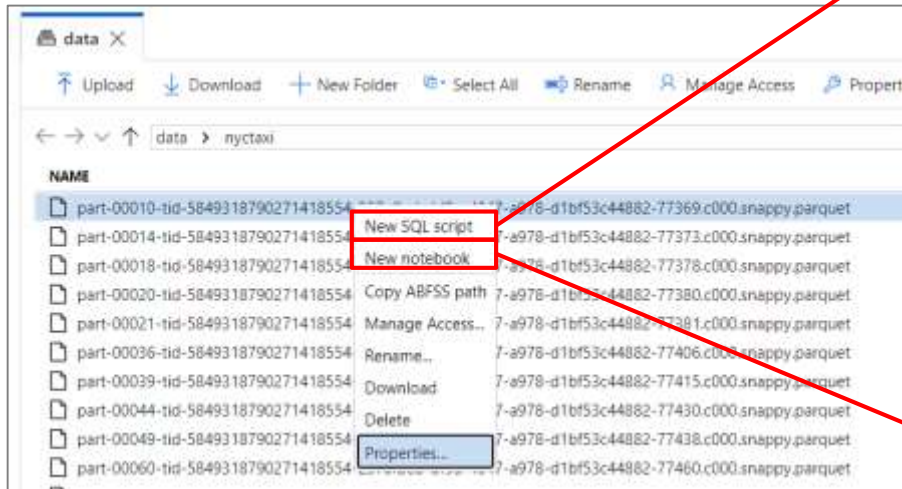 data
Upload Download New Folder Select All Rename Manage Access Propert
data > nyctaxi
NAME
part-00010-tid-5849318790271418554 -a978-d1bf53c44882-77369.c000.snappy.parquet
part-00014-tid-5849318790271418554 7-a978-d1bf53c44882-77373.c000.snappy.parquet
part-00018-tid-5849318790271418554 -a978-d1bf53c44882-77378.c000.snappy.parquet
part-00020-tid-5849318790271418554 7-a978-d1bf53c44882-77380.c000.snappy.parquet
part-00021-tid-5849318790271418554 7-a978-d1bf53c44882-77381.c000.snappy.parquet
part-00036-tid-5849318790271418554 7-a978-d1bf53c44882-77406.c000.snappy.parquet
part-00039-tid-5849318790271418554 7-a978-d1bf53c44882-77415.c000.snappy.parquet
part-00044-tid-5849318790271418554 7-a978-d1bf53c44882-77430.c000.snappy.parquet
part-00049-tid-5849318790271418554 7-a978-d1bf53c44882-77438.c000.snappy.parquet
part-00060-tid-5849318790271418554 7-a978-d1bf53c44882-77460.c000.snappy.parquet
New SQL script
New notebook
Copy ABFSS path
Manage Access...
Rename...
Download
Delete
Properties...